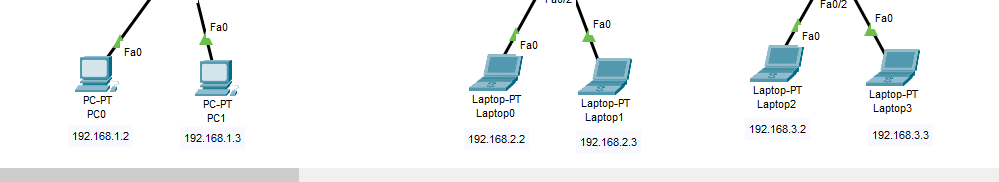 Fa0/2
Fa0/2
Fa0
Fa0
Fa0
Fa0
Fa0
Fa0
PC-PT
PC0
PC-PT
PC1
Laptop-PT
Laptop0
Laptop-PT
Laptop1
Laptop-PT
Laptop2
Laptop-PT
Laptop3
192.168.1.2
192.168.1.3
192.168.2.2
192.168.2.3
192.168.3.2
192.168.3.3